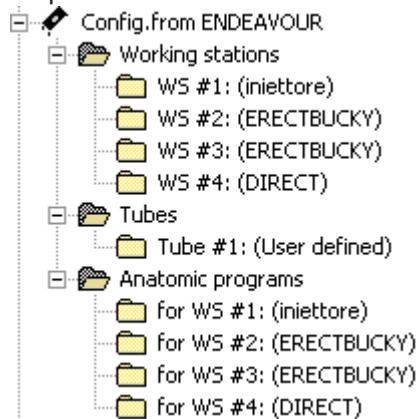 Config.from ENDEAVOUR
Working stations
WS #1: (iniettore)
WS #2: (ERECTBUCKY)
WS #3: (ERECTBUCKY)
WS #4: (DIRECT)
Tubes
Tube #1: (User defined)
Anatomic programs
for WS #1: (iniettore)
for WS #2: (ERECTBUCKY)
for WS #3: (ERECTBUCKY)
for WS #4: (DIRECT)